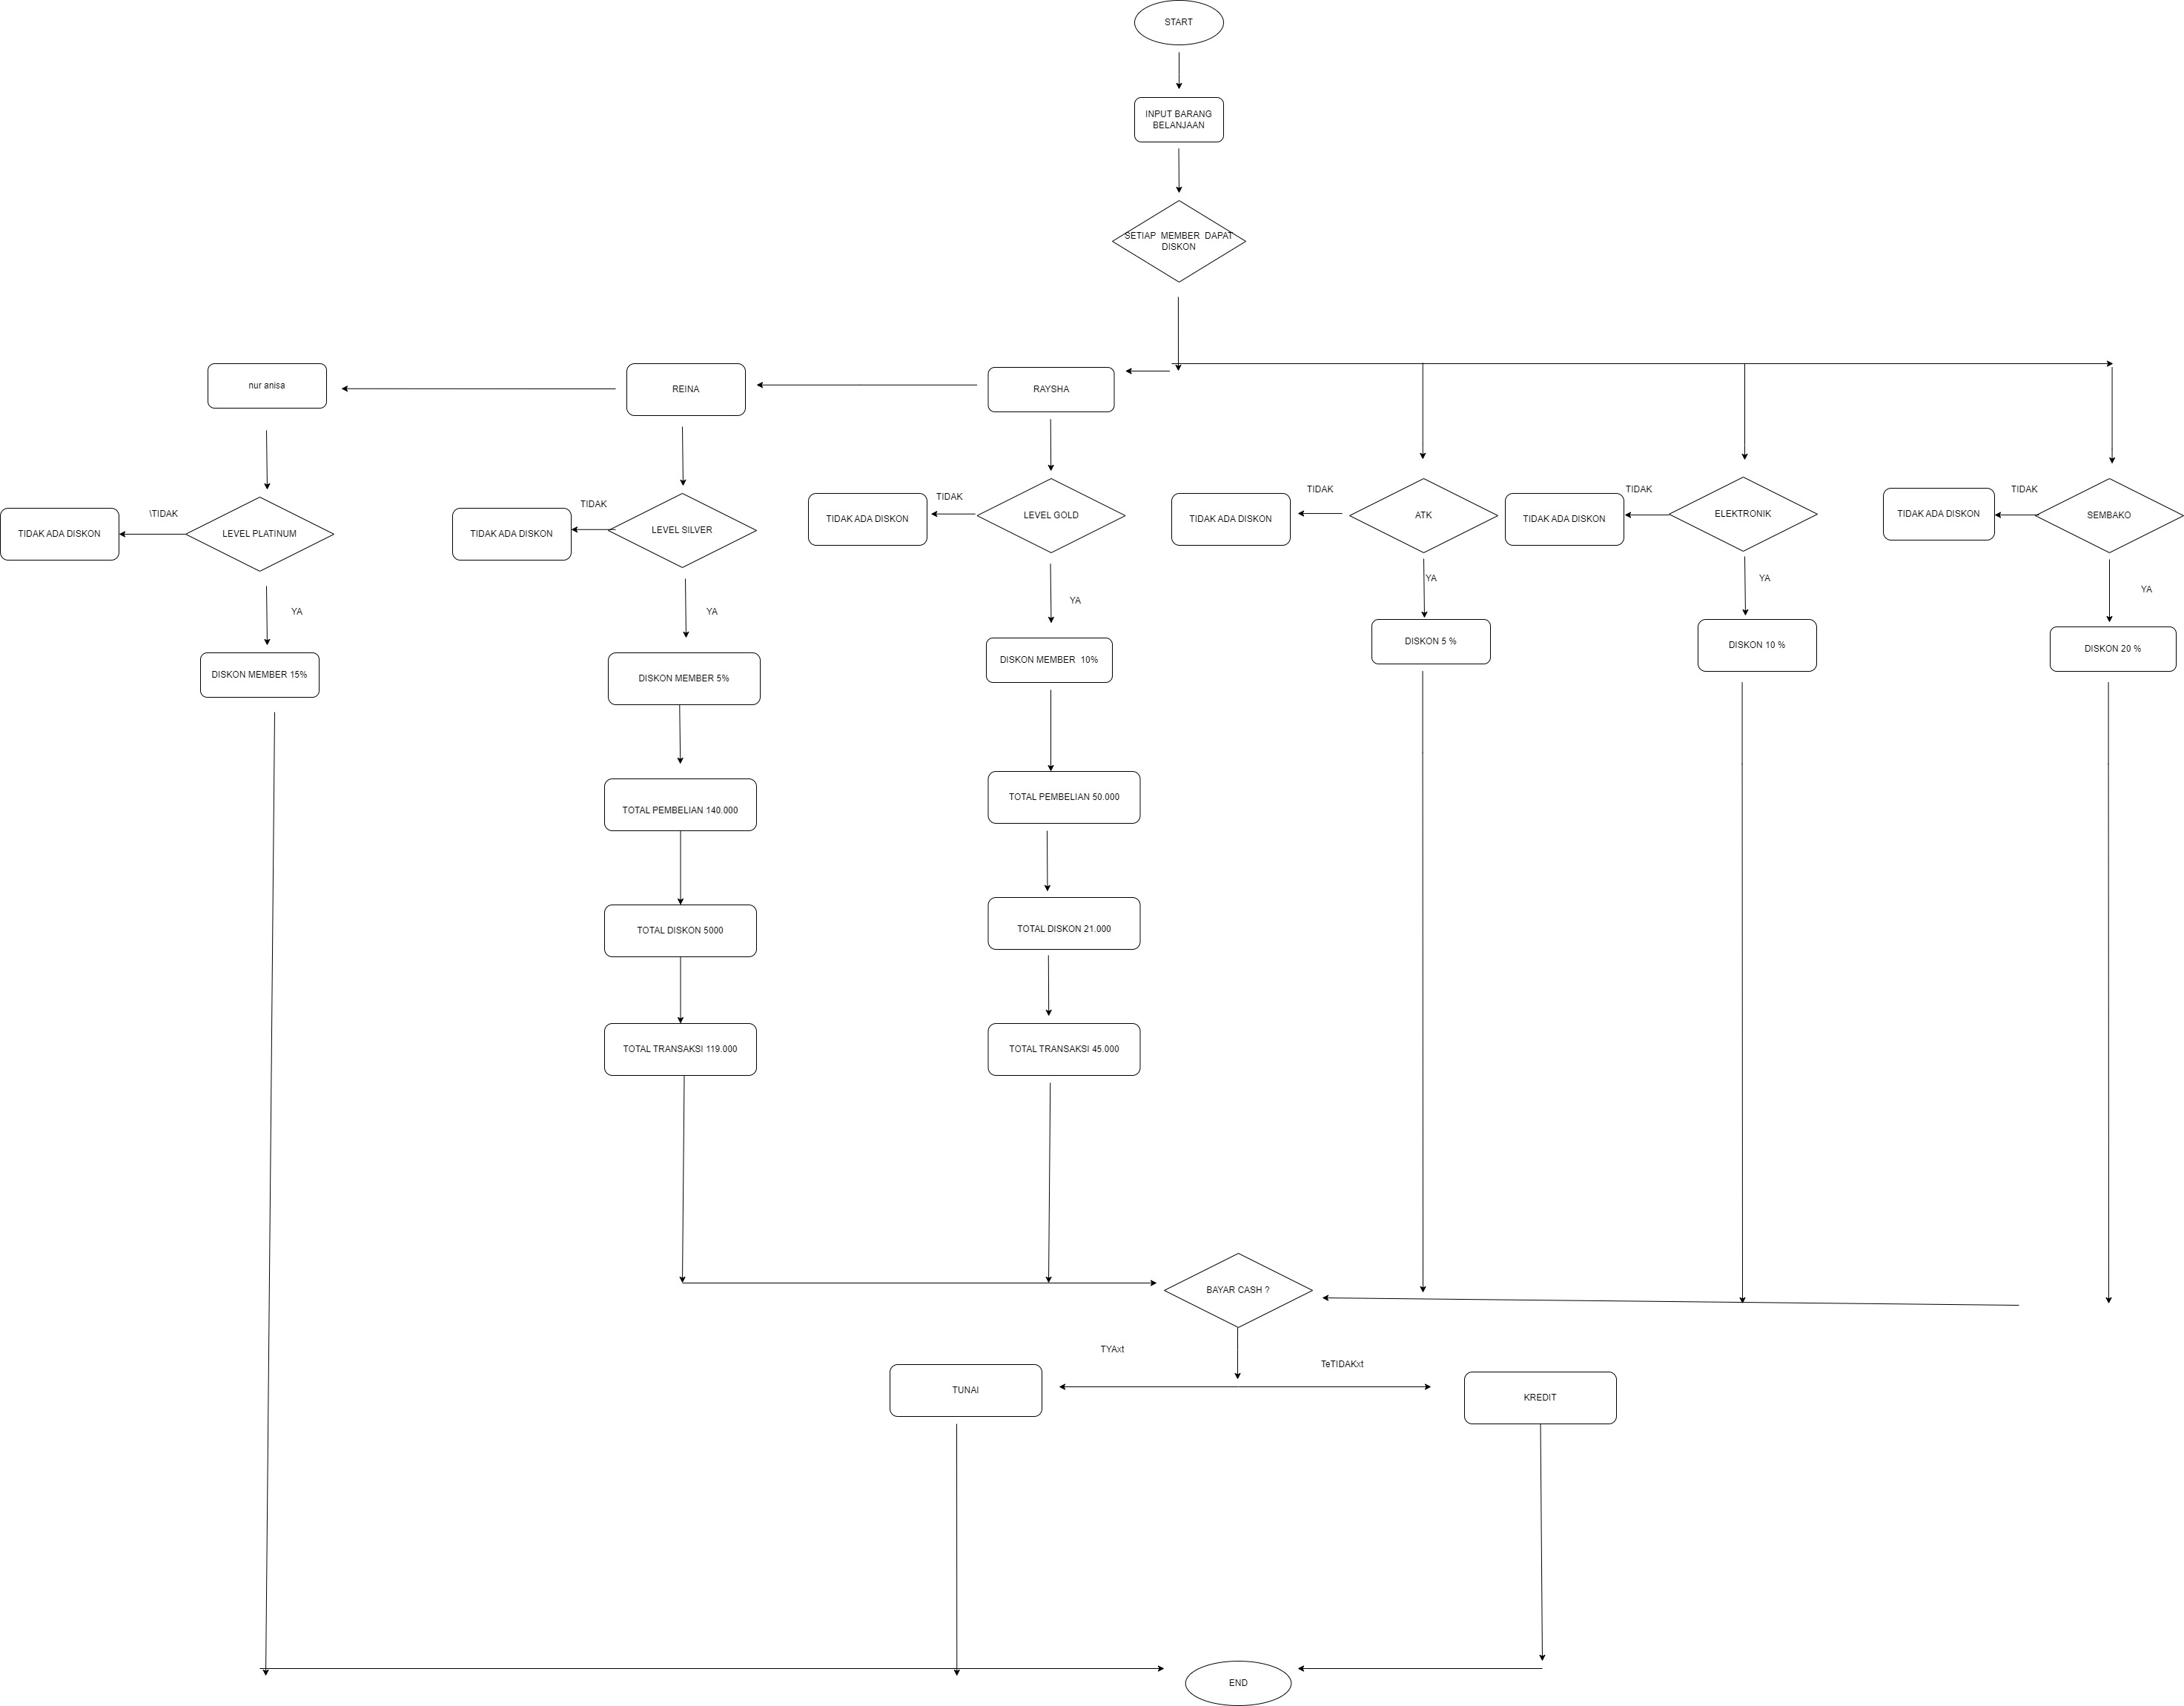 START
INPUT BARANG
BELANJAAN
SETIAP MEMBER DAPAT
DISKON
nur anisa
REINA
RAYSHA
\TIDAK
TIDAK
TIDAK
TIDAK
TIDAK
TIDAK
TIDAK ADA DISKON
LEVEL PLATINUM
TIDAK ADA DISKON
LEVEL SILVER
TIDAK ADA DISKON
LEVEL GOLD
TIDAK ADA DISKON
ATK
TIDAK ADA DISKON
ELEKTRONIK
TIDAK ADA DISKON
SEMBAKO
YA
YA
YA
YA
YA
YA
DISKON MEMBER 15%
DISKON MEMBER 5%
DISKON MEMBER 10%
DISKON 5 %
DISKON 10 %
DISKON 20 %
TOTAL PEMBELIAN 140.000
TOTAL PEMBELIAN 50.000
TOTAL DISKON 5000
TOTAL DISKON 21.000
TOTAL TRANSAKSI 119.000
TOTAL TRANSAKSI 45.000
BAYAR CASH ?
TYAxt
TeTIDAKxt
TUNAI
KREDIT
END